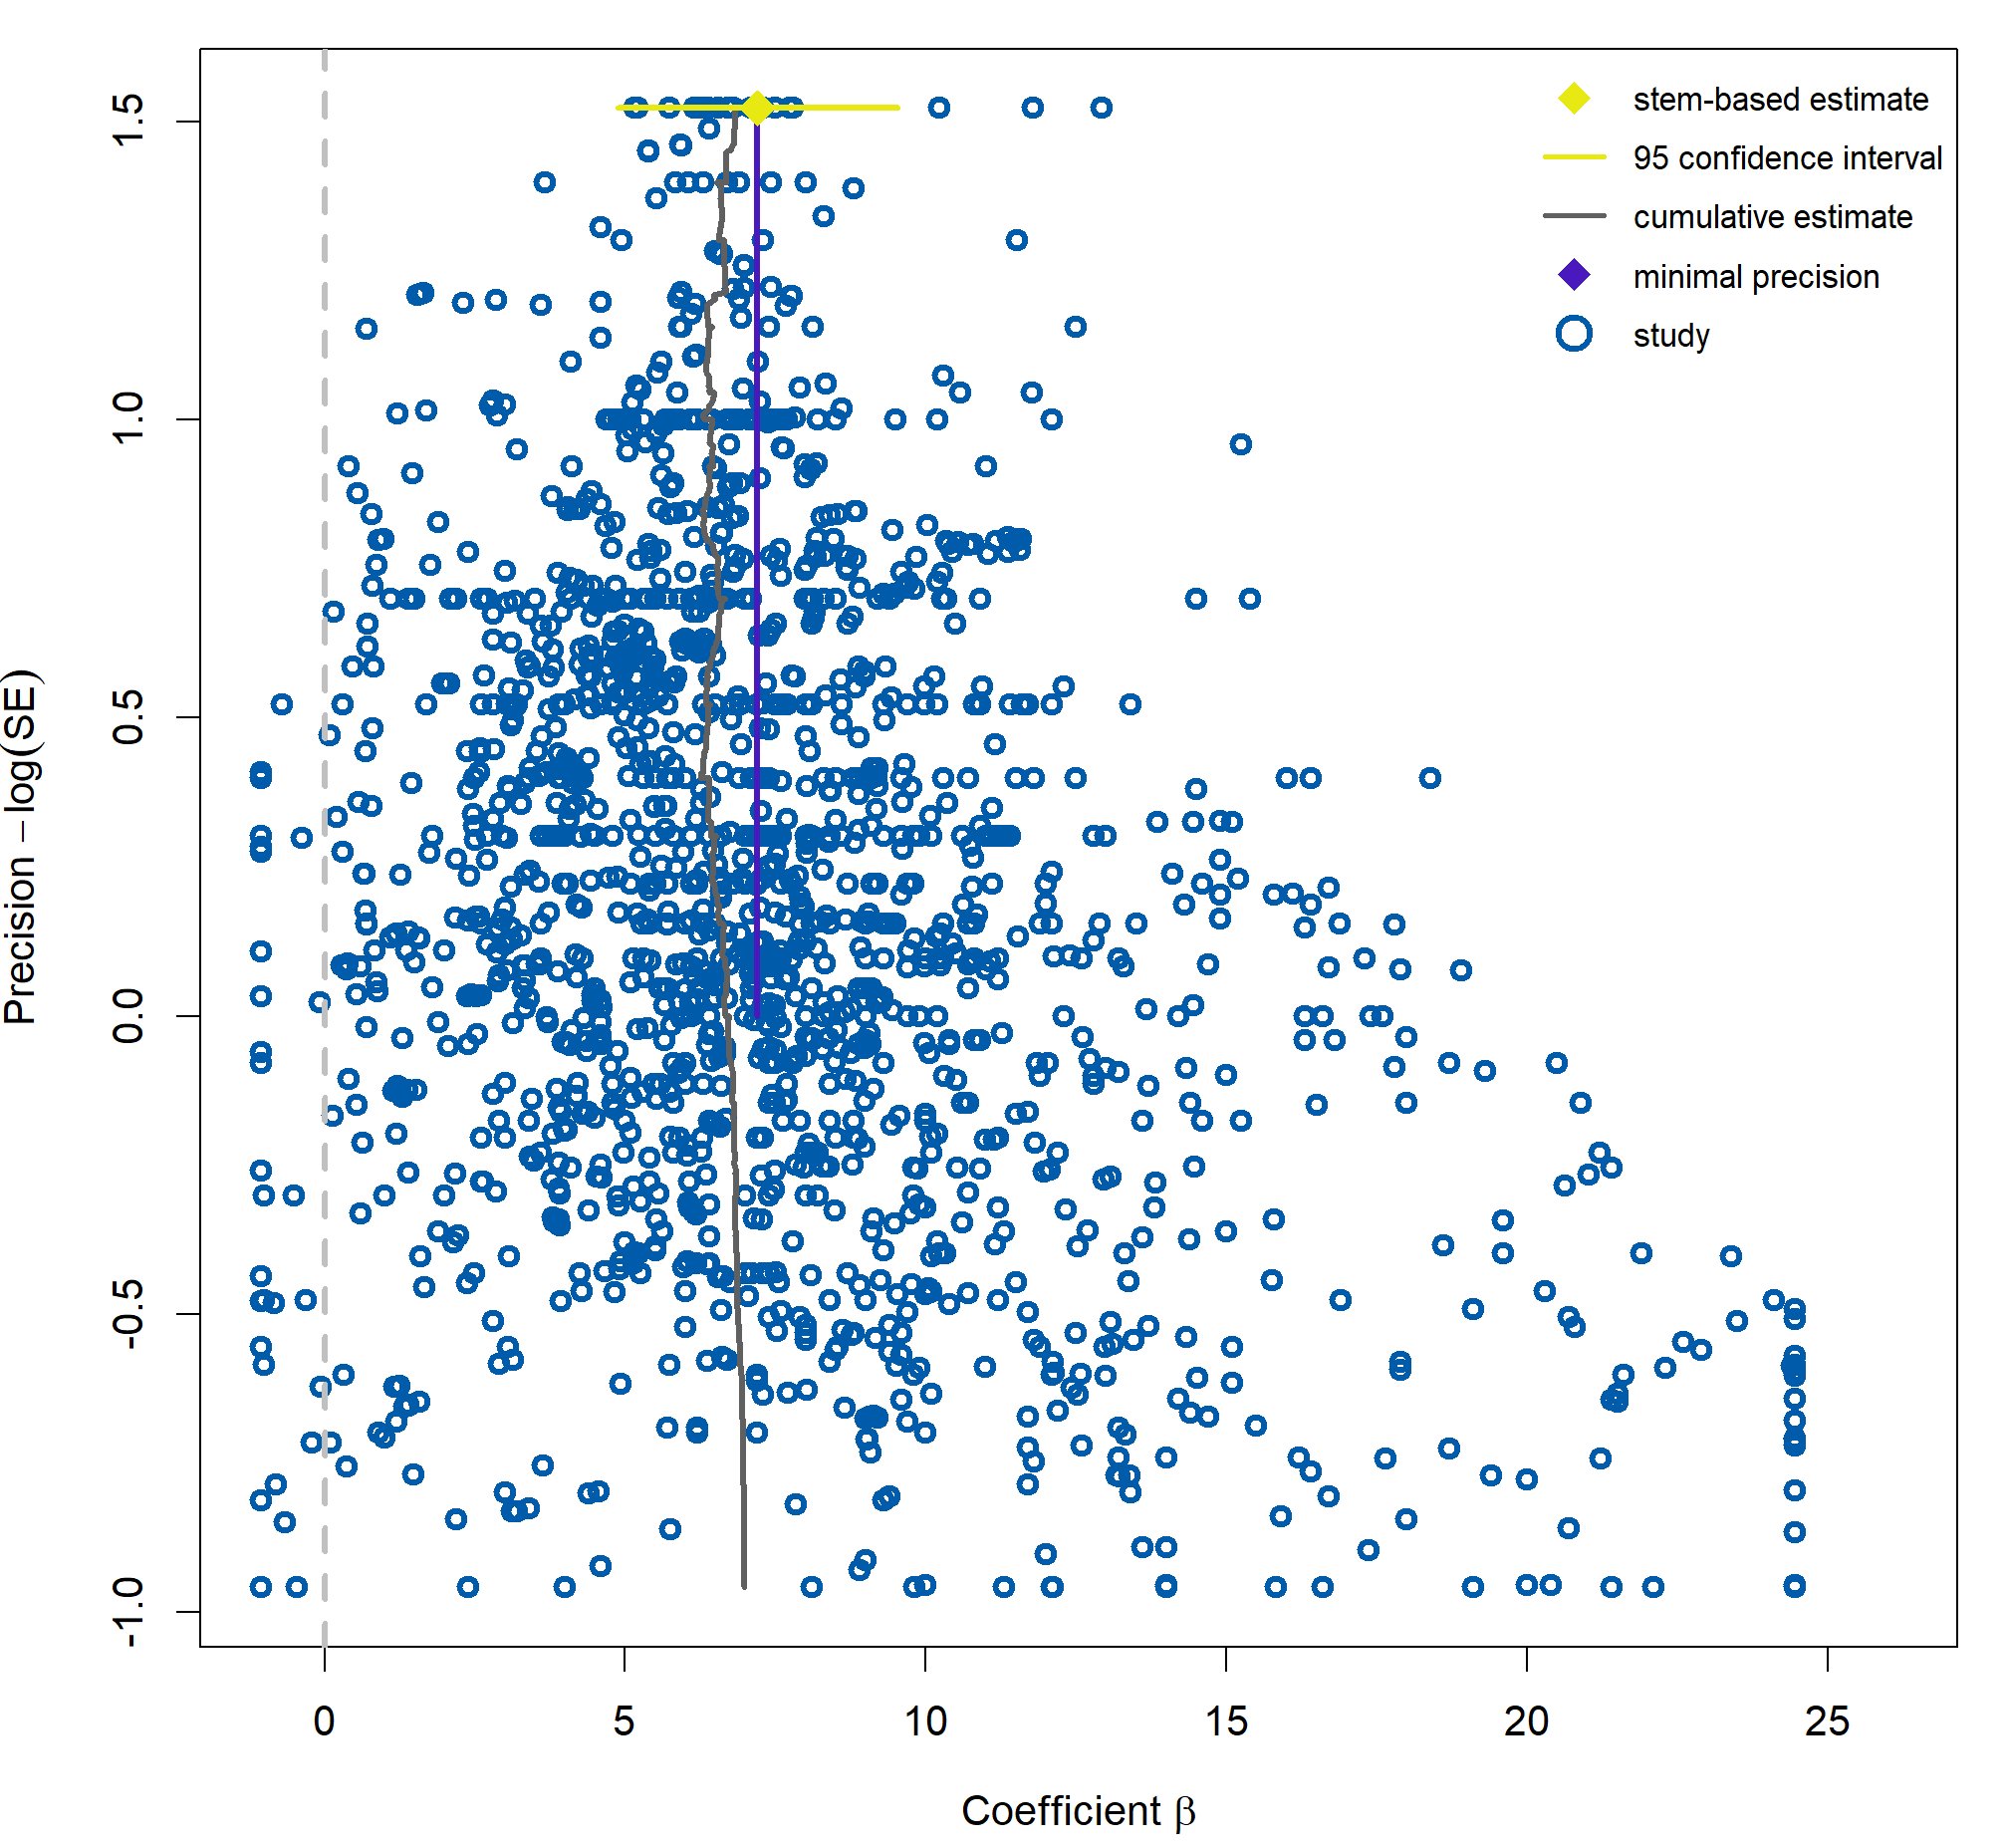 stem-based estimate
95 confidence interval
cumulative estimate
minimal precision
study
Precision −log(SE)
1.5
1.0
0.5
0.0
-0.5
-1.0
0 5 10 15 20 25
Coefficient β